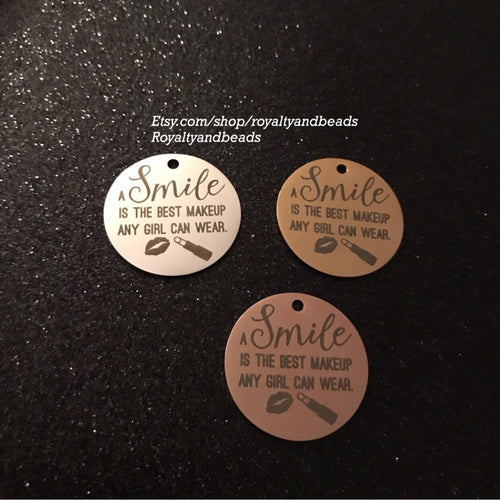 Etsy.com/shop/royaltyandbeads
Royaltyandbeads
A Smile
IS THE BEST MAKEUP
ANY GIRL CAN WEAR.
A Smile
IS THE BEST MAKEUP
ANY GIRL CAN WEAR.
A Smile
IS THE BEST MAKEUP
ANY GIRL CAN WEAR.